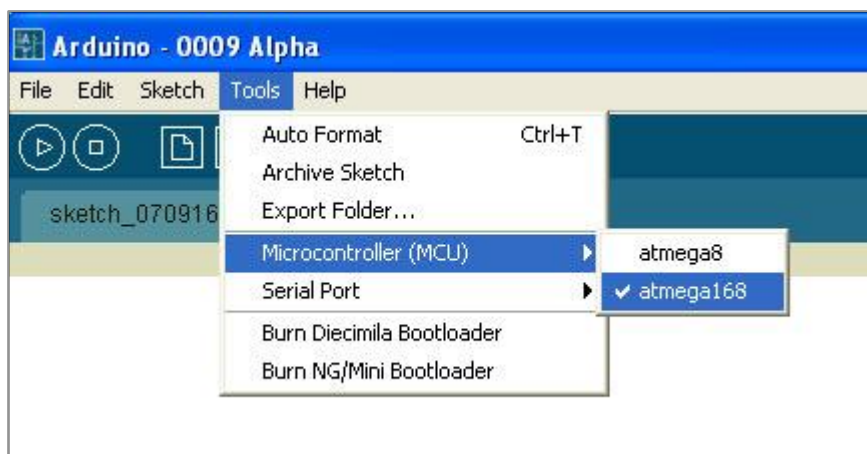 Arduino - 0009 Alpha
File Edit Sketch Tools Help
Auto Format Ctrl+T
Archive Sketch
sketch_070916
Export Folder...
Microcontroller (MCU)
atmega8
Serial Port
atmega168
Burn Diecimila Bootloader
Burn NG/Mini Bootloader